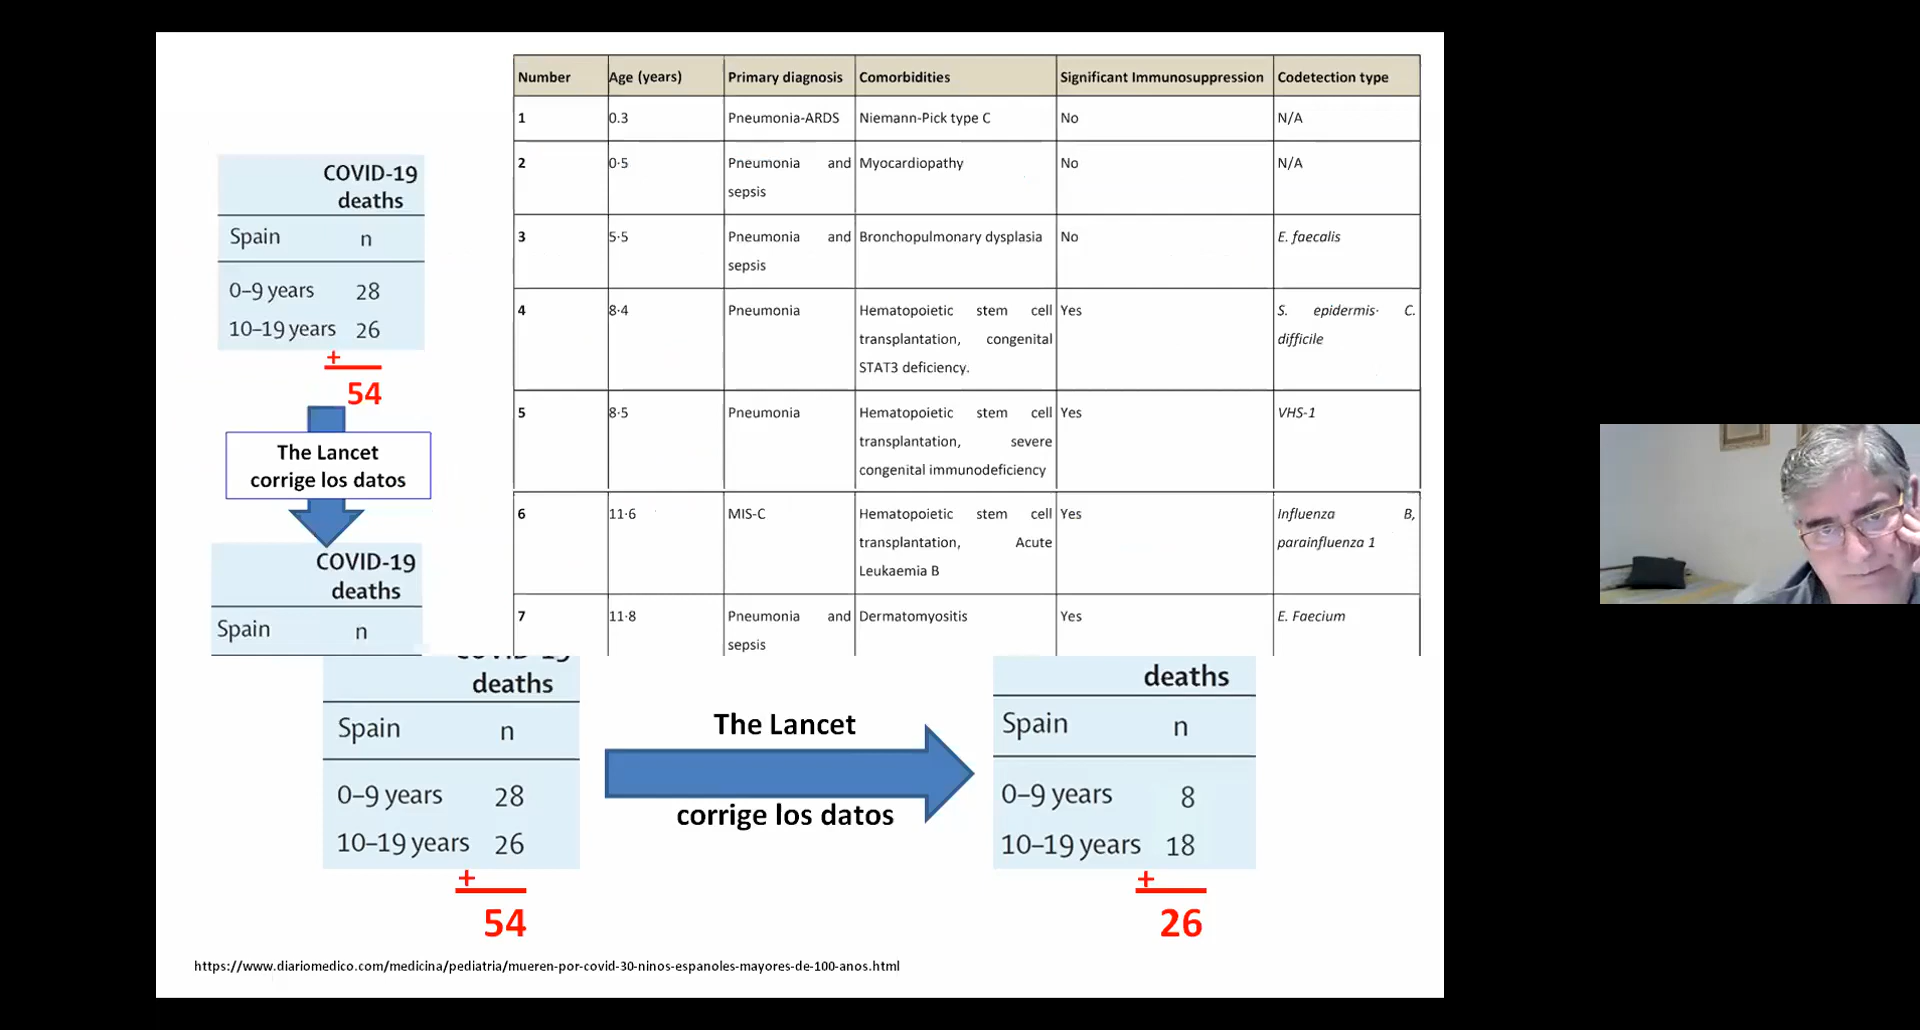 Number Age (years) Primary diagnosis Comorbidities Significant Immunosuppression Codetection type
1 0.3 Pneumonia-ARDS Niemann-Pick type C No N/A
2 0·5 Pneumonia and Myocardiopathy No N/A
sepsis
3 5·5 Pneumonia and Bronchopulmonary dysplasia No E. faecalis
sepsis
4 8·4 Pneumonia Hematopoietic stem cell Yes S. epidermis· C.
transplantation, congenital difficile
STAT3 deficiency.
5 8·5 Pneumonia Hematopoietic stem cell Yes VHS-1
transplantation, severe
congenital immunodeficiency
6 11·6 MIS-C Hematopoietic stem cell Yes Influenza B,
transplantation, Acute parainfluenza 1
Leukaemia B
7 11·8 Pneumonia and Dermatomyositis Yes E. Faecium
sepsis
COVID-19
deaths
Spain n
0–9 years 28
10–19 years 26
+
54
The Lancet
corrige los datos
COVID-19
deaths
Spain n
COVID-19
deaths
Spain n
0–9 years 28
10–19 years 26
+
54
The Lancet
corrige los datos
deaths
Spain n
0–9 years 8
10–19 years 18
+
26
https://www.diariomedico.com/medicina/pediatria/mueren-por-covid-30-ninos-espanoles-mayores-de-100-anos.html